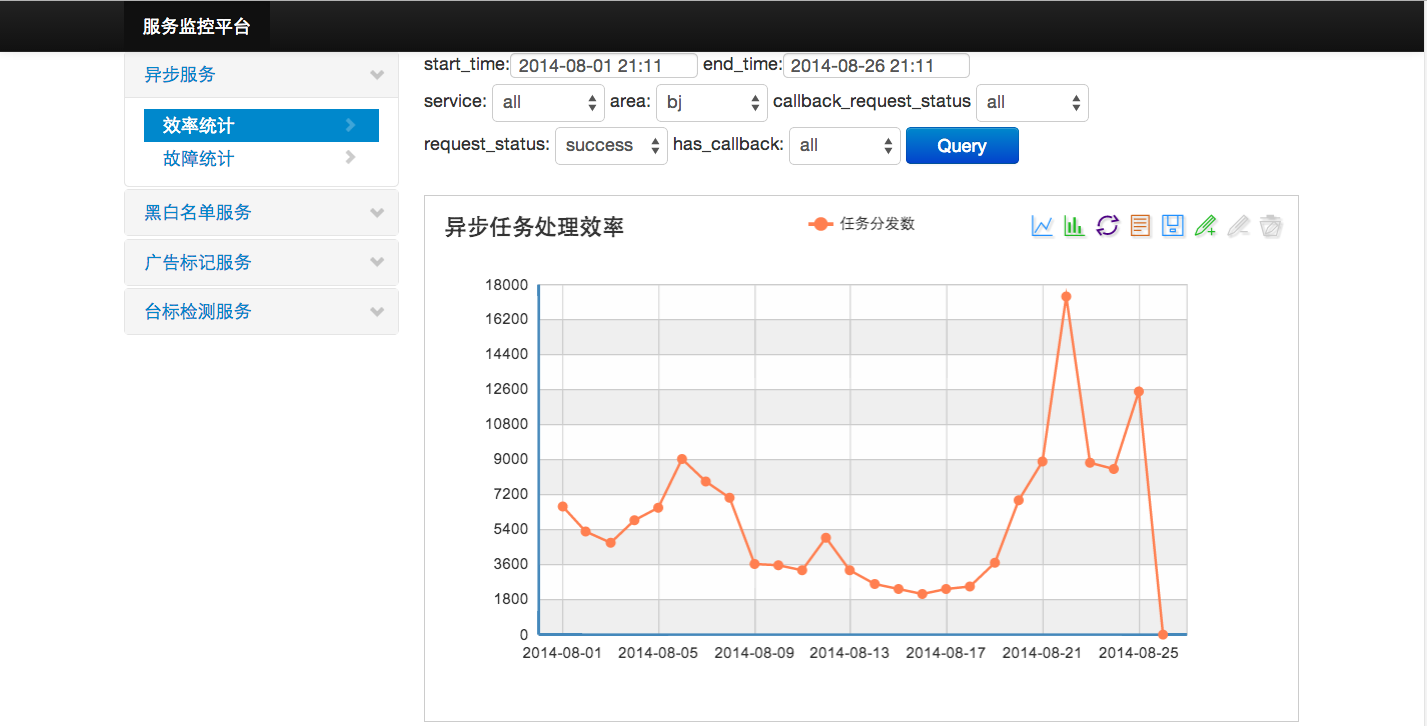 服务监控平台
异步服务
效率统计
故障统计
黑白名单服务
广告标记服务
台标检测服务
start_time: 2014-08-01 21:11 end_time: 2014-08-26 21:11
service: all area: bj callback_request_status all
request_status: success has_callback: all Query
异步任务处理效率
任务分发数
18000
16200
14400
12600
10800
9000
7200
5400
3600
1800
0
2014-08-01 2014-08-05 2014-08-09 2014-08-13 2014-08-17 2014-08-21 2014-08-25